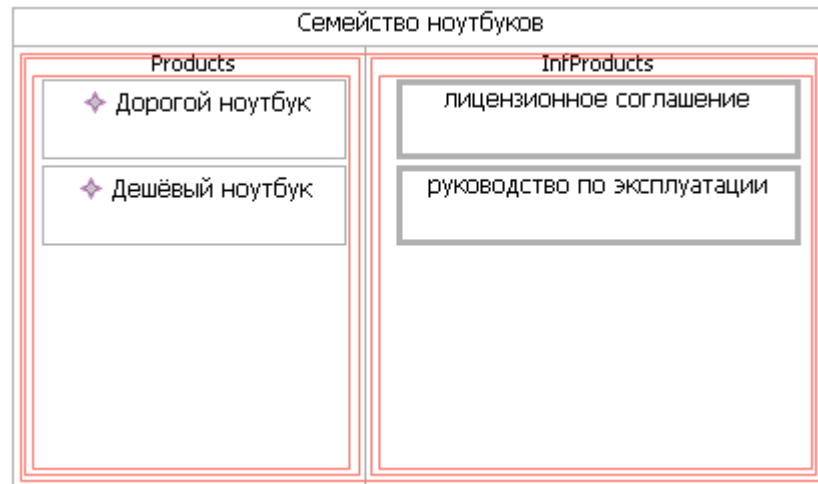 Семейство ноутбуков
Products
InfProducts
Дорогой ноутбук
лицензионное соглашение
Дешёвый ноутбук
руководство по эксплуатации